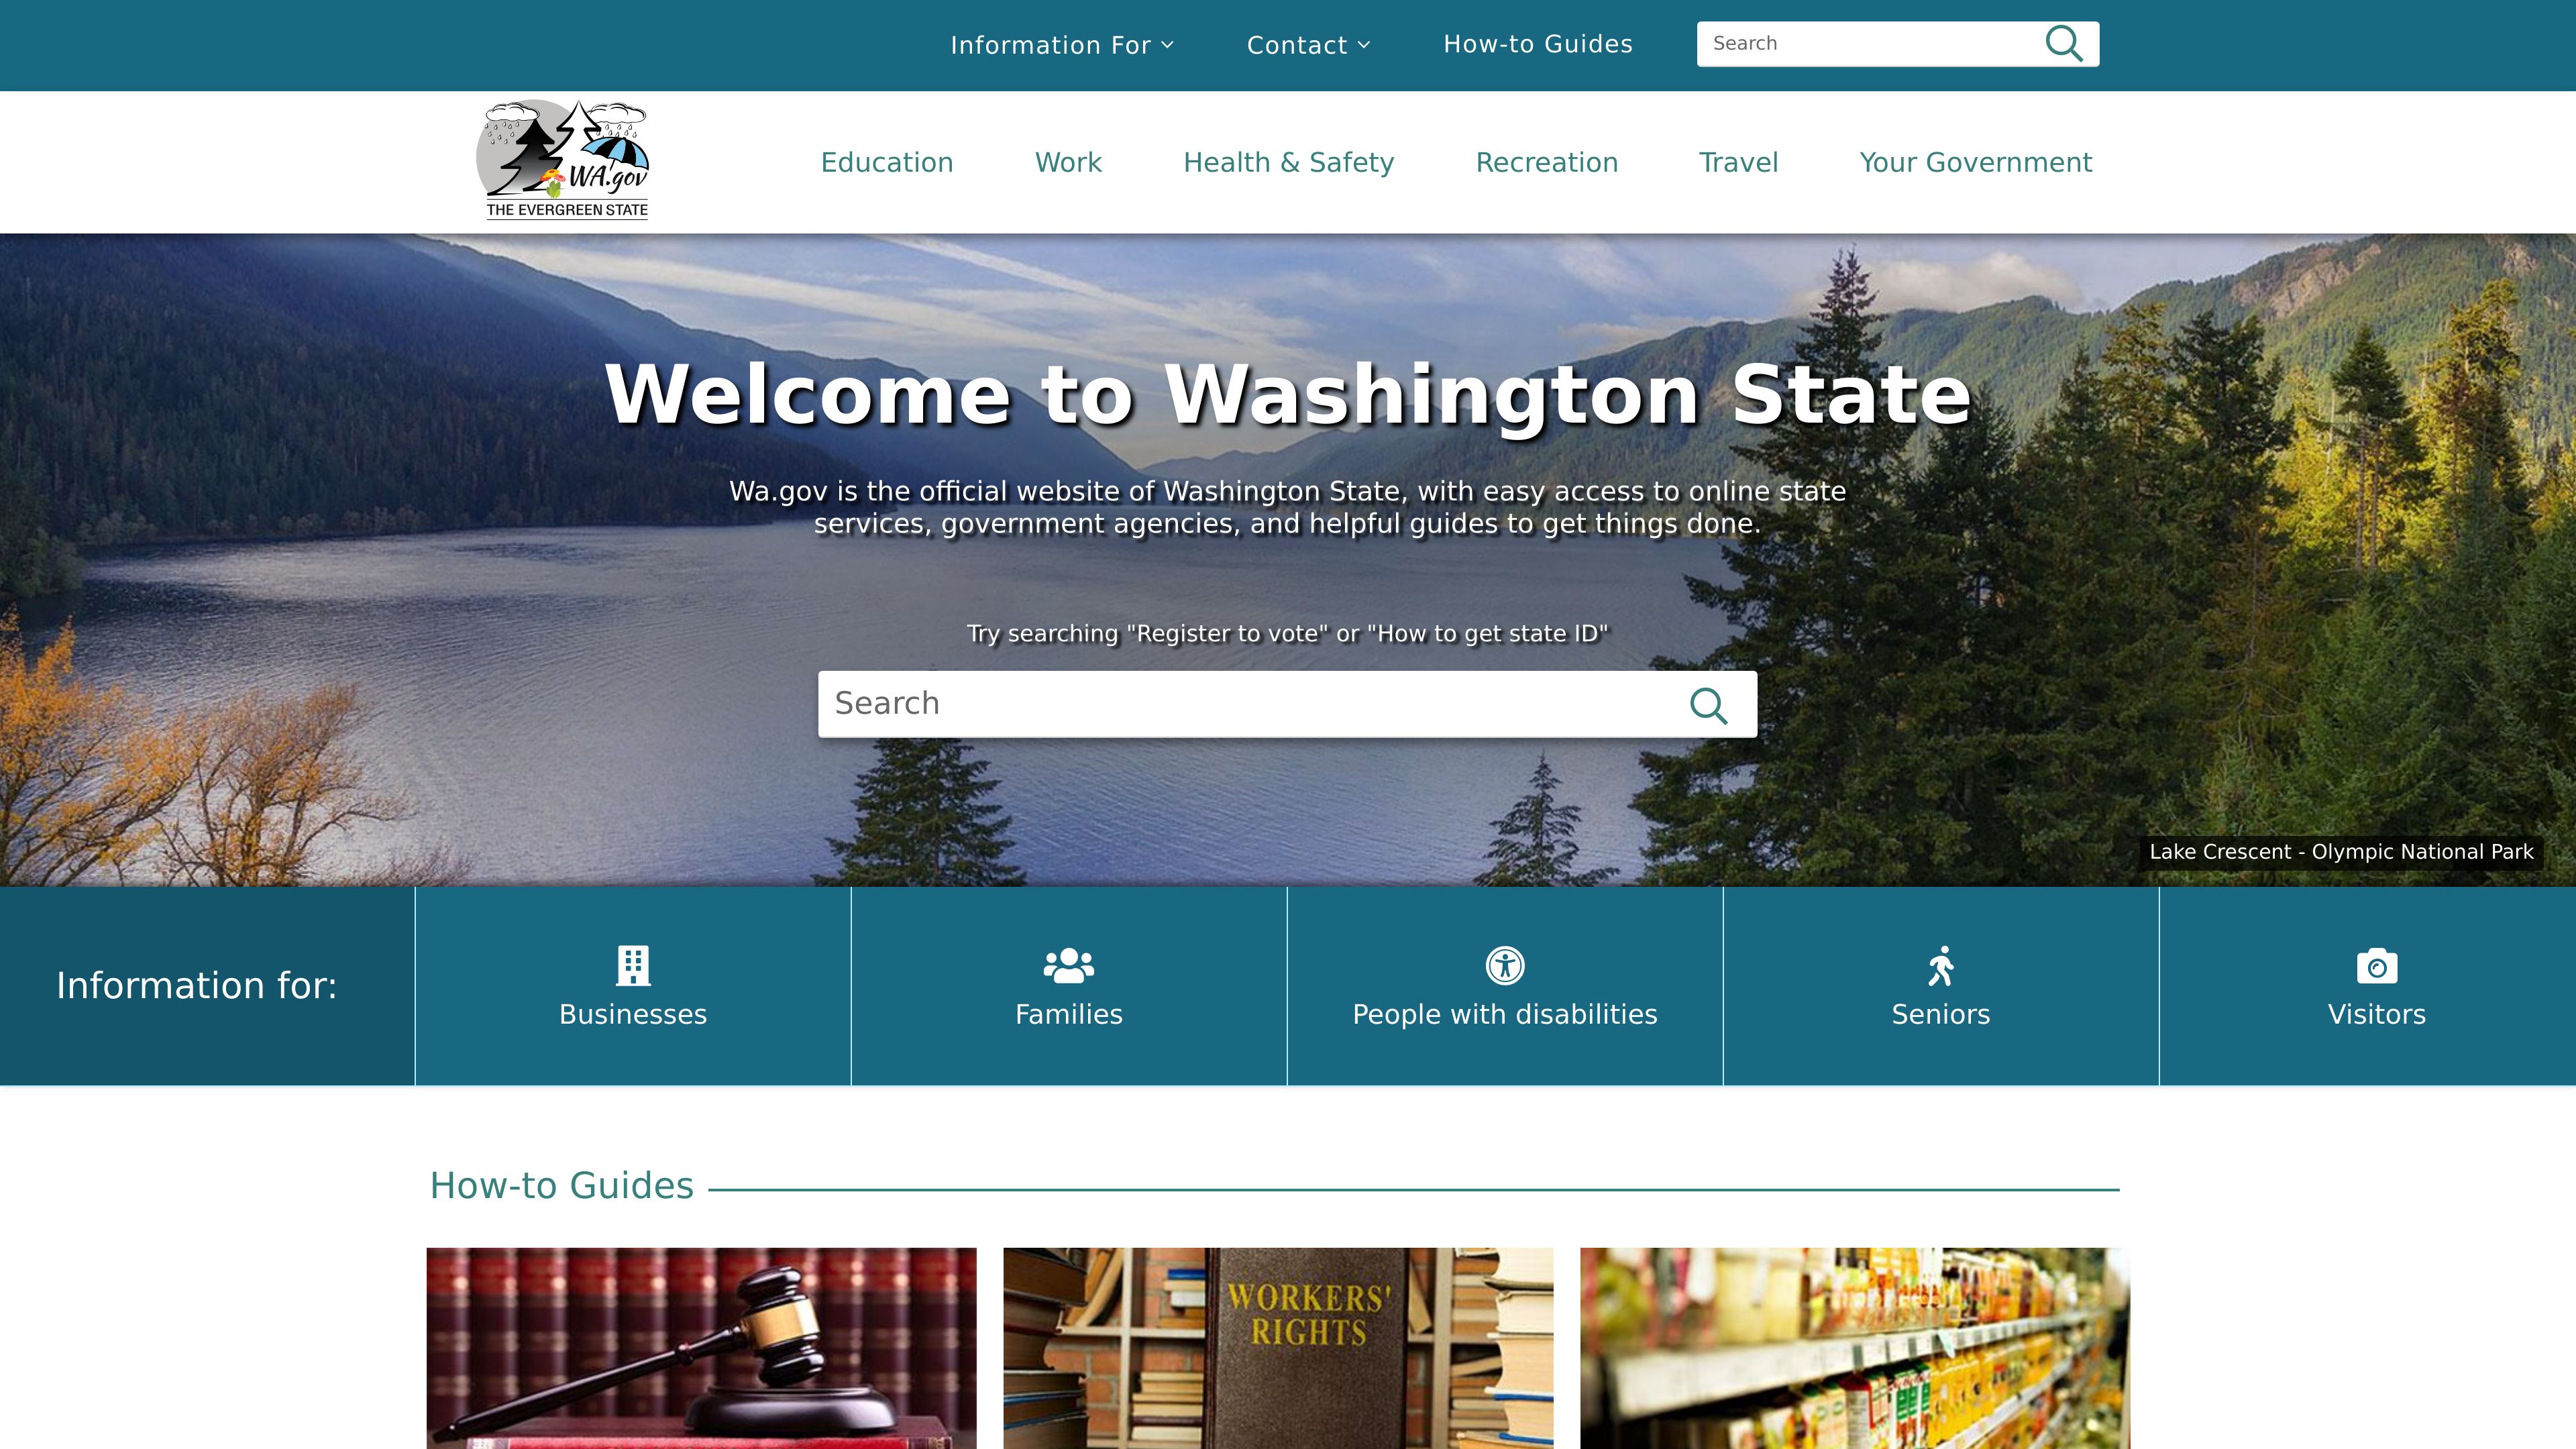 Information For
Contact
How-to Guides
Search
WA.gov
THE EVERGREEN STATE
Education
Work
Health & Safety
Recreation
Travel
Your Government
Welcome to Washington State
Wa.gov is the official website of Washington State, with easy access to online state
services, government agencies, and helpful guides to get things done.
Try searching "Register to vote" or "How to get state ID"
Search
Lake Crescent - Olympic National Park
Information for:
Businesses
Families
People with disabilities
Seniors
Visitors
How-to Guides
WORKERS'
RIGHTS